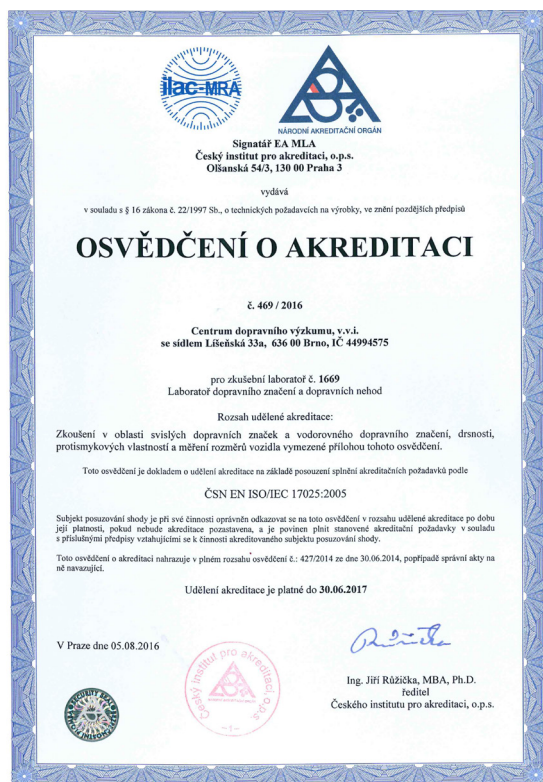 ilac-MRA
NÁRODNÍ AKREDITAČNÍ ORGÁN
Signatář EA MLA
Český institut pro akreditaci, o.p.s.
Olšanská 54/3, 130 00 Praha 3
vydává
v souladu s § 16 zákona č. 22/1997 Sb., o technických požadavcích na výrobky, ve znění pozdějších předpisů
OSVĚDČENÍ O AKREDITACI
č. 469 / 2016
Centrum dopravního výzkumu, v.v.i.
se sídlem Líšeňská 33a, 636 00 Brno, IČ 44994575
pro zkušební laboratoř č. 1669
Laboratoř dopravního značení a dopravních nehod
Rozsah udělené akreditace:
Zkoušení v oblasti svislých dopravních značek a vodorovného dopravního značení, drsnosti,
protismykových vlastností a měření rozměrů vozidla vymezené přílohou tohoto osvědčení.
Toto osvědčení je dokladem o udělení akreditace na základě posouzení splnění akreditačních požadavků podle
ČSN EN ISO/IEC 17025:2005
Subjekt posuzování shody je při své činnosti oprávněn odkazovat se na toto osvědčení v rozsahu udělené akreditace po dobu
její platnosti, pokud nebude akreditace pozastavena, a je povinen plnit stanovené akreditační požadavky v souladu
s příslušnými předpisy vztahujícími se k činnosti akreditovaného subjektu posuzování shody.
Toto osvědčení o akreditaci nahrazuje v plném rozsahu osvědčení č.: 427/2014 ze dne 30.06.2014, popřípadě správní akty na
ně navazující.
Udělení akreditace je platné do 30.06.2017
V Praze dne 05.08.2016
Český institut pro akreditaci o.p.s.
-1-
Ing. Jiří Růžička, MBA, Ph.D.
ředitel
Českého institutu pro akreditaci, o.p.s.